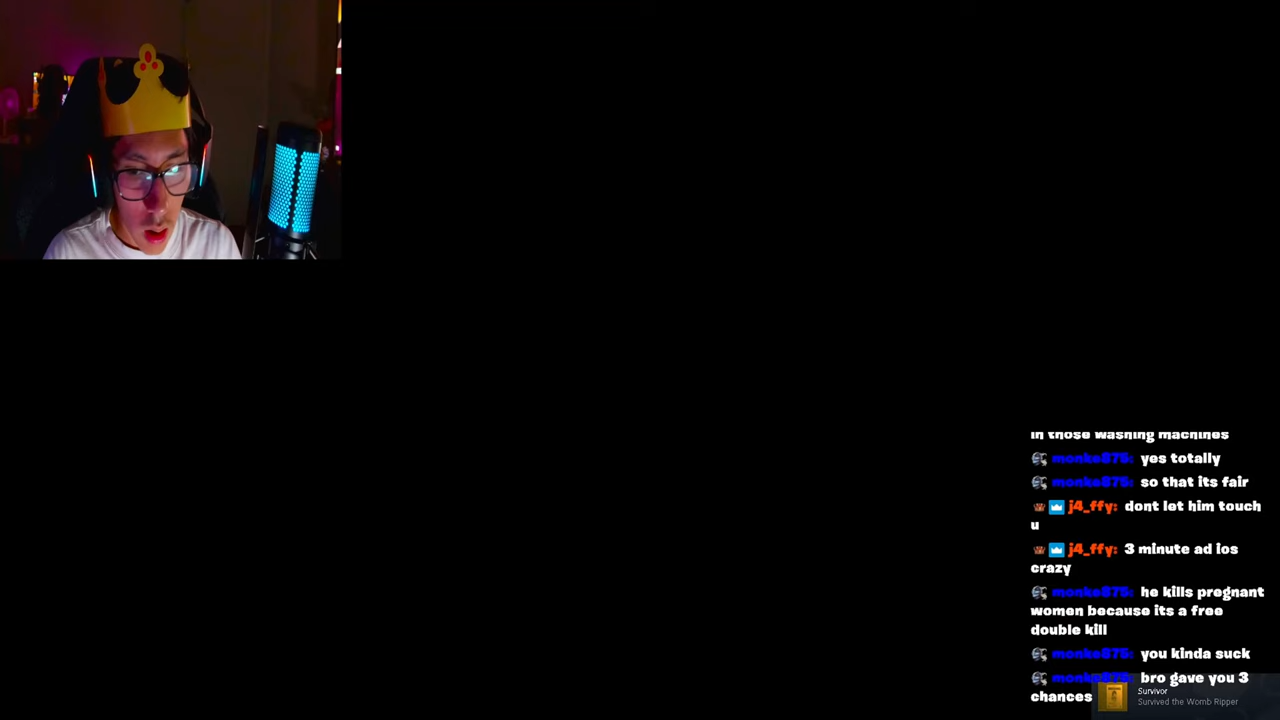 in those washing machines
monke875: yes totally
monke875: so that its fair
j4_ffy: dont let him touch
u
j4_ffy: 3 minute ad ios
crazy
monke875: he kills pregnant
women because its a free
double kill
monke875: you kinda suck
monke875: bro gave you 3
chances
Survivor
Survived the Womb Ripper